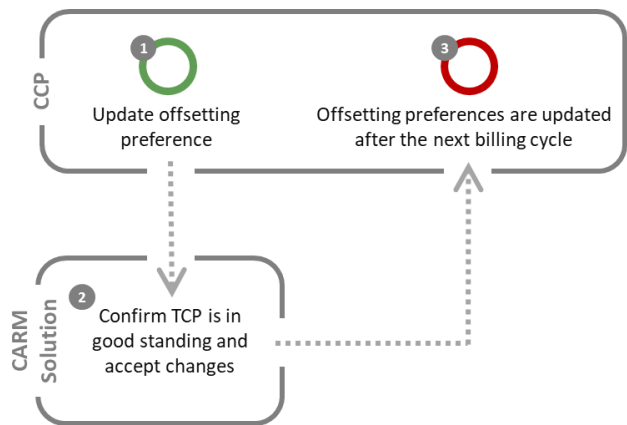 CCP
1
Update offsetting
preference
3
Offsetting preferences are updated
after the next billing cycle
CARM
Solution
2
Confirm TCP is in
good standing and
accept changes